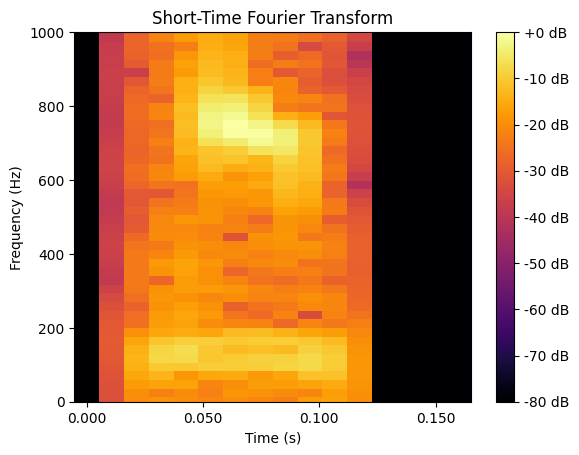 Short-Time Fourier Transform
Frequency (Hz)
1000
800
600
400
200
0
0.000
0.050
0.100
0.150
Time (s)
+0 dB
-10 dB
-20 dB
-30 dB
-40 dB
-50 dB
-60 dB
-70 dB
-80 dB